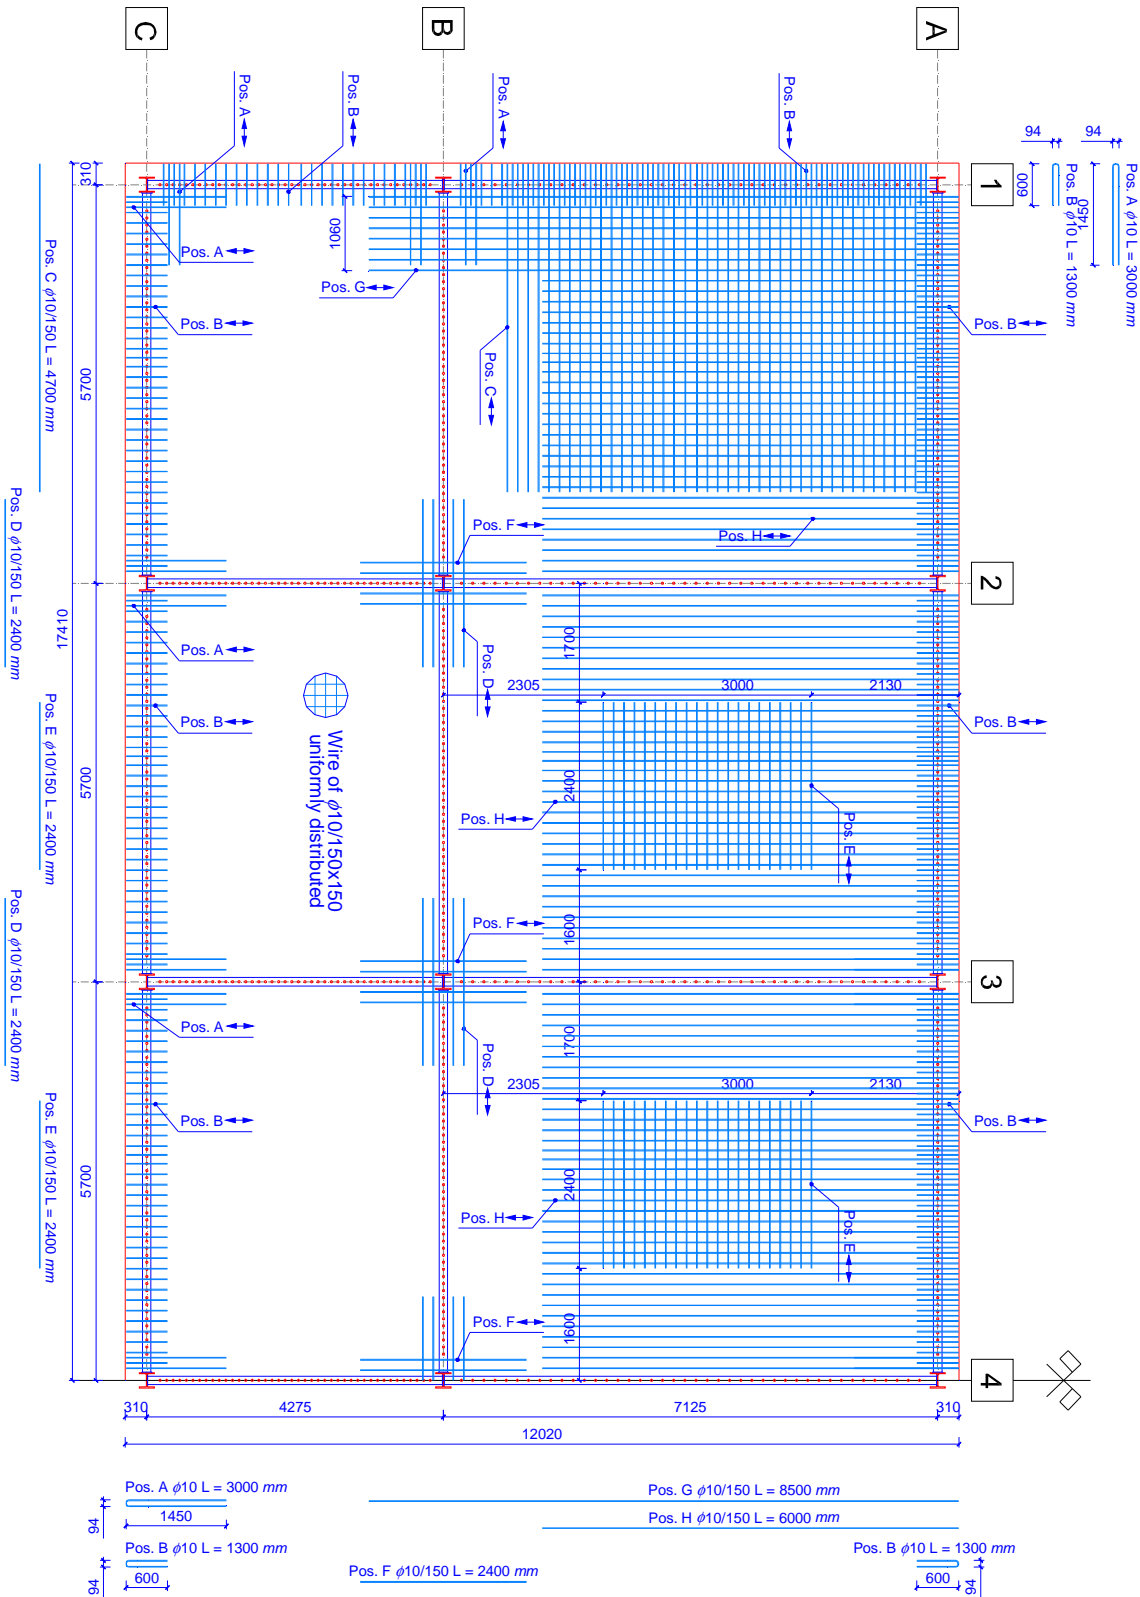 C
B
A
Pos. A
Pos. B
Pos. A
Pos. B
94
94
600
1450
Pos. B ϕ10 L = 1300 mm
Pos. A ϕ10 L = 3000 mm
310
1
Pos. A
1060
Pos. G
Pos. B
Pos. B
Pos. C ϕ10/150 L = 4700 mm
5700
Pos. C
Pos. F
Pos. H
2
Pos. D ϕ10/150 L = 2400 mm
17410
Pos. A
Pos. D
1700
2305
3000
2130
Pos. B
Pos. B
Wire of ϕ10/150x150
uniformly distributed
Pos. E ϕ10/150 L = 2400 mm
5700
2400
Pos. H
Pos. E
Pos. F
1600
3
Pos. D ϕ10/150 L = 2400 mm
Pos. A
Pos. D
1700
2305
3000
2130
Pos. B
Pos. B
Pos. E ϕ10/150 L = 2400 mm
5700
2400
Pos. H
Pos. E
Pos. F
1600
4
310
4275
7125
310
12020
Pos. A ϕ10 L = 3000 mm
94
1450
Pos. G ϕ10/150 L = 8500 mm
Pos. H ϕ10/150 L = 6000 mm
Pos. B ϕ10 L = 1300 mm
Pos. B ϕ10 L = 1300 mm
94
600
Pos. F ϕ10/150 L = 2400 mm
600
94